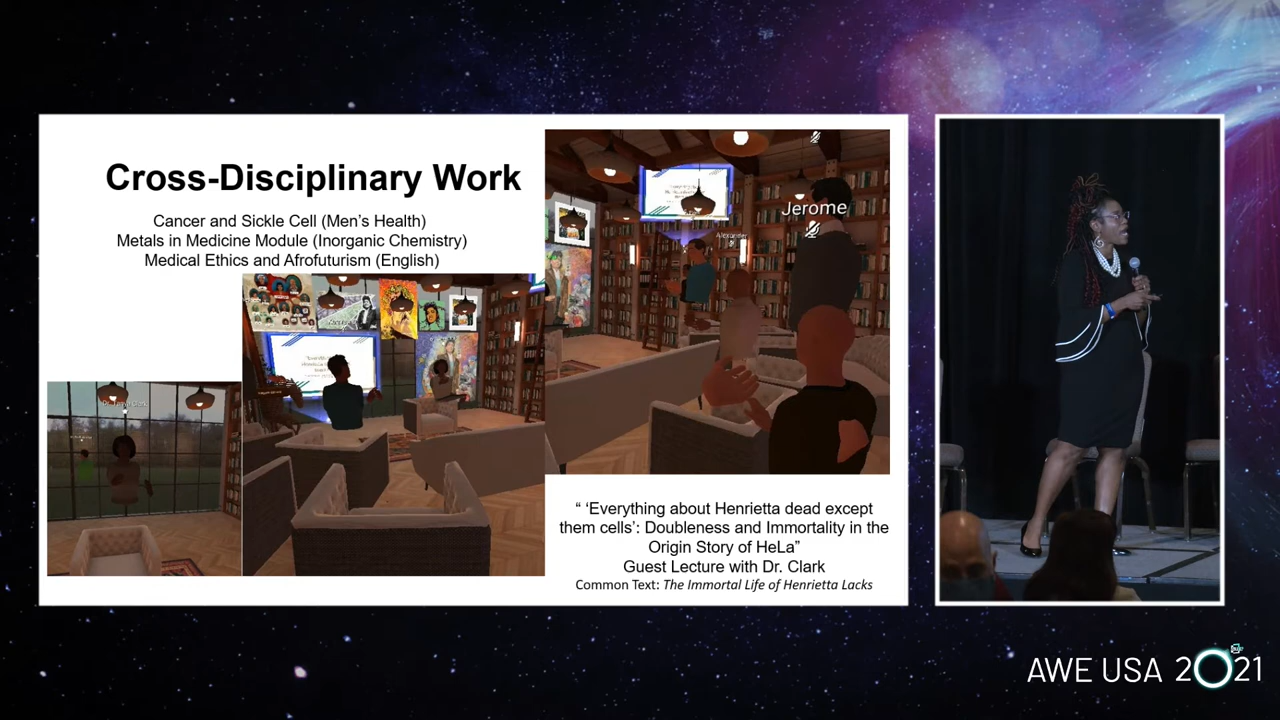 Cross-Disciplinary Work
Cancer and Sickle Cell (Men's Health)
Metals in Medicine Module (Inorganic Chemistry)
Medical Ethics and Afrofuturism (English)
Jerome
Alexander
“ ‘Everything about Henrietta dead except
them cells’: Doubleness and Immortality in the
Origin Story of HeLa”
Guest Lecture with Dr. Clark
Common Text: The Immortal Life of Henrietta Lacks
AWE USA 2021